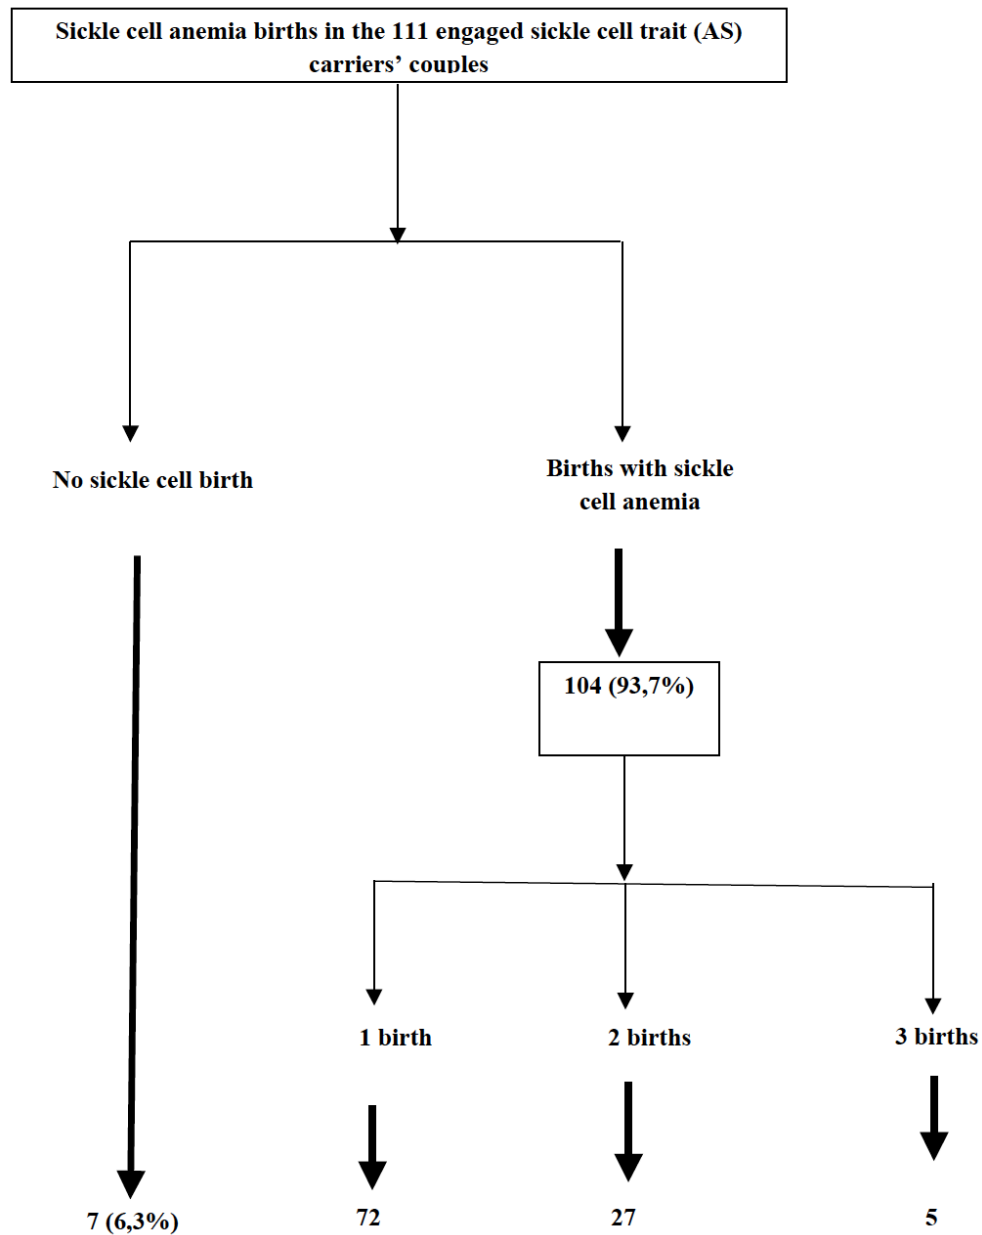 Sickle cell anemia births in the 111 engaged sickle cell trait (AS)
carriers’ couples
No sickle cell birth
Births with sickle
cell anemia
104 (93,7%)
1 birth
2 births
3 births
7 (6,3%)
72
27
5